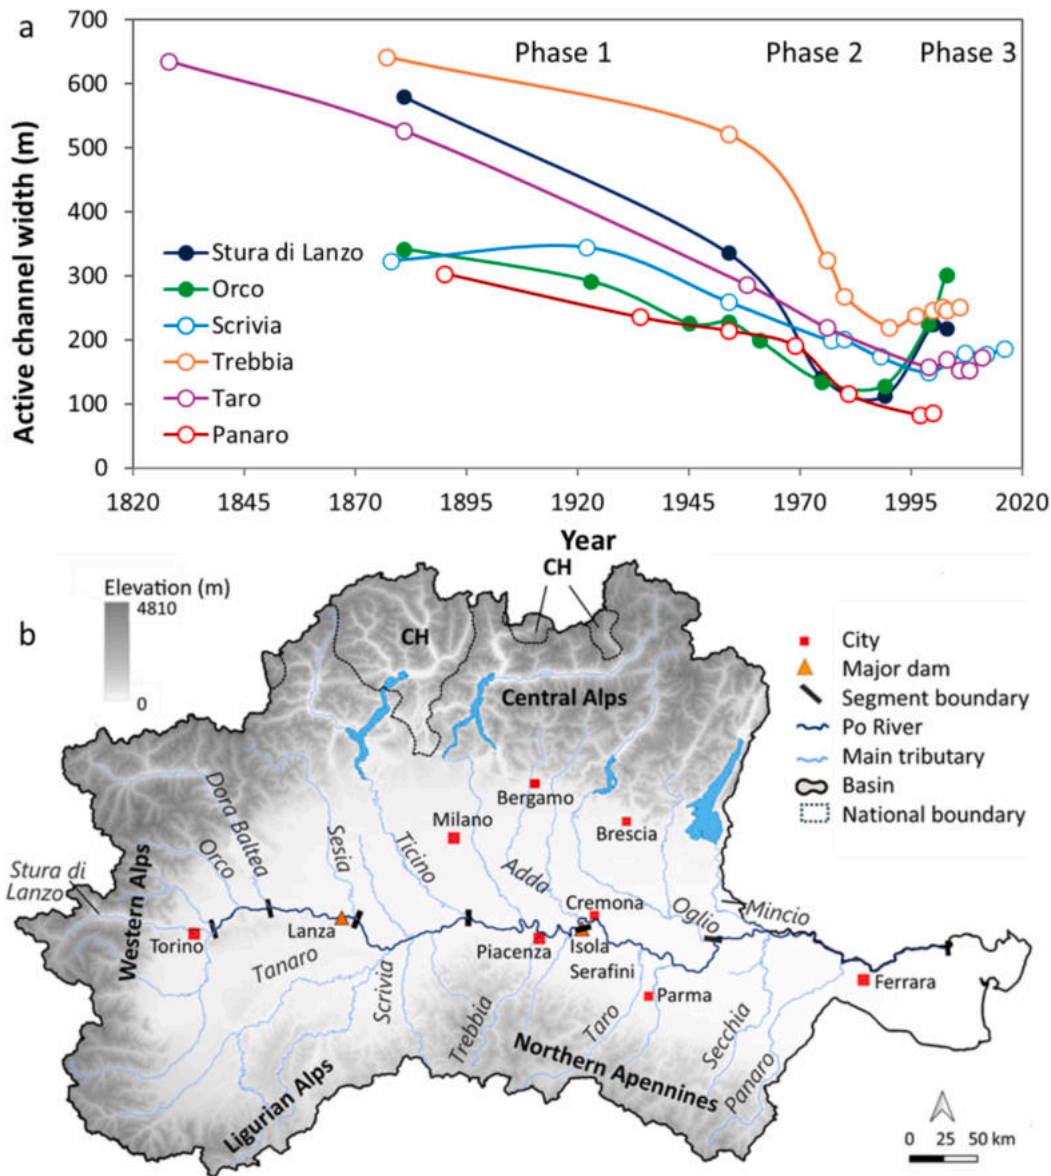 a
700
600
500
400
300
200
100
0
Active channel width (m)
Phase 1
Phase 2
Phase 3
Stura di Lanzo
Orco
Scrivia
Trebbia
Taro
Panaro
1820
1845
1870
1895
1920
1945
1970
1995
2020
Year
b
Elevation (m)
4810
0
CH
CH
Central Alps
City
Major dam
Segment boundary
Po River
Main tributary
Basin
National boundary
Bergamo
Milano
Brescia
Dora Baltea
Orco
Sesia
Ticino
Adda
Oglio
Mincio
Stura di
Lanzo
Western Alps
Torino
Lanza
Tanaro
Scrivia
Piacenza
Cremona
Isola
Serafini
Trebbia
Taro
Parma
Secchia
Panaro
Ferrara
Ligurian Alps
Northern Apennines
0 25 50 km